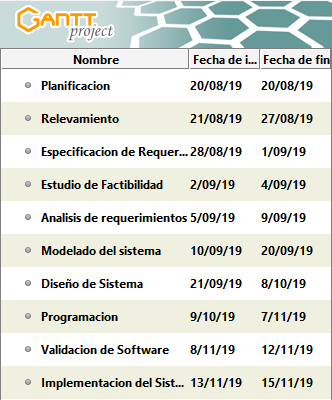 GANTT
project
Nombre Fecha de i... Fecha de fin
Planificacion 20/08/19 20/08/19
Relevamiento 21/08/19 27/08/19
Especificacion de Requer... 28/08/19 1/09/19
Estudio de Factibilidad 2/09/19 4/09/19
Analisis de requerimientos 5/09/19 9/09/19
Modelado del sistema 10/09/19 20/09/19
Diseño de Sistema 21/09/19 8/10/19
Programacion 9/10/19 7/11/19
Validacion de Software 8/11/19 12/11/19
Implementacion del Sist... 13/11/19 15/11/19